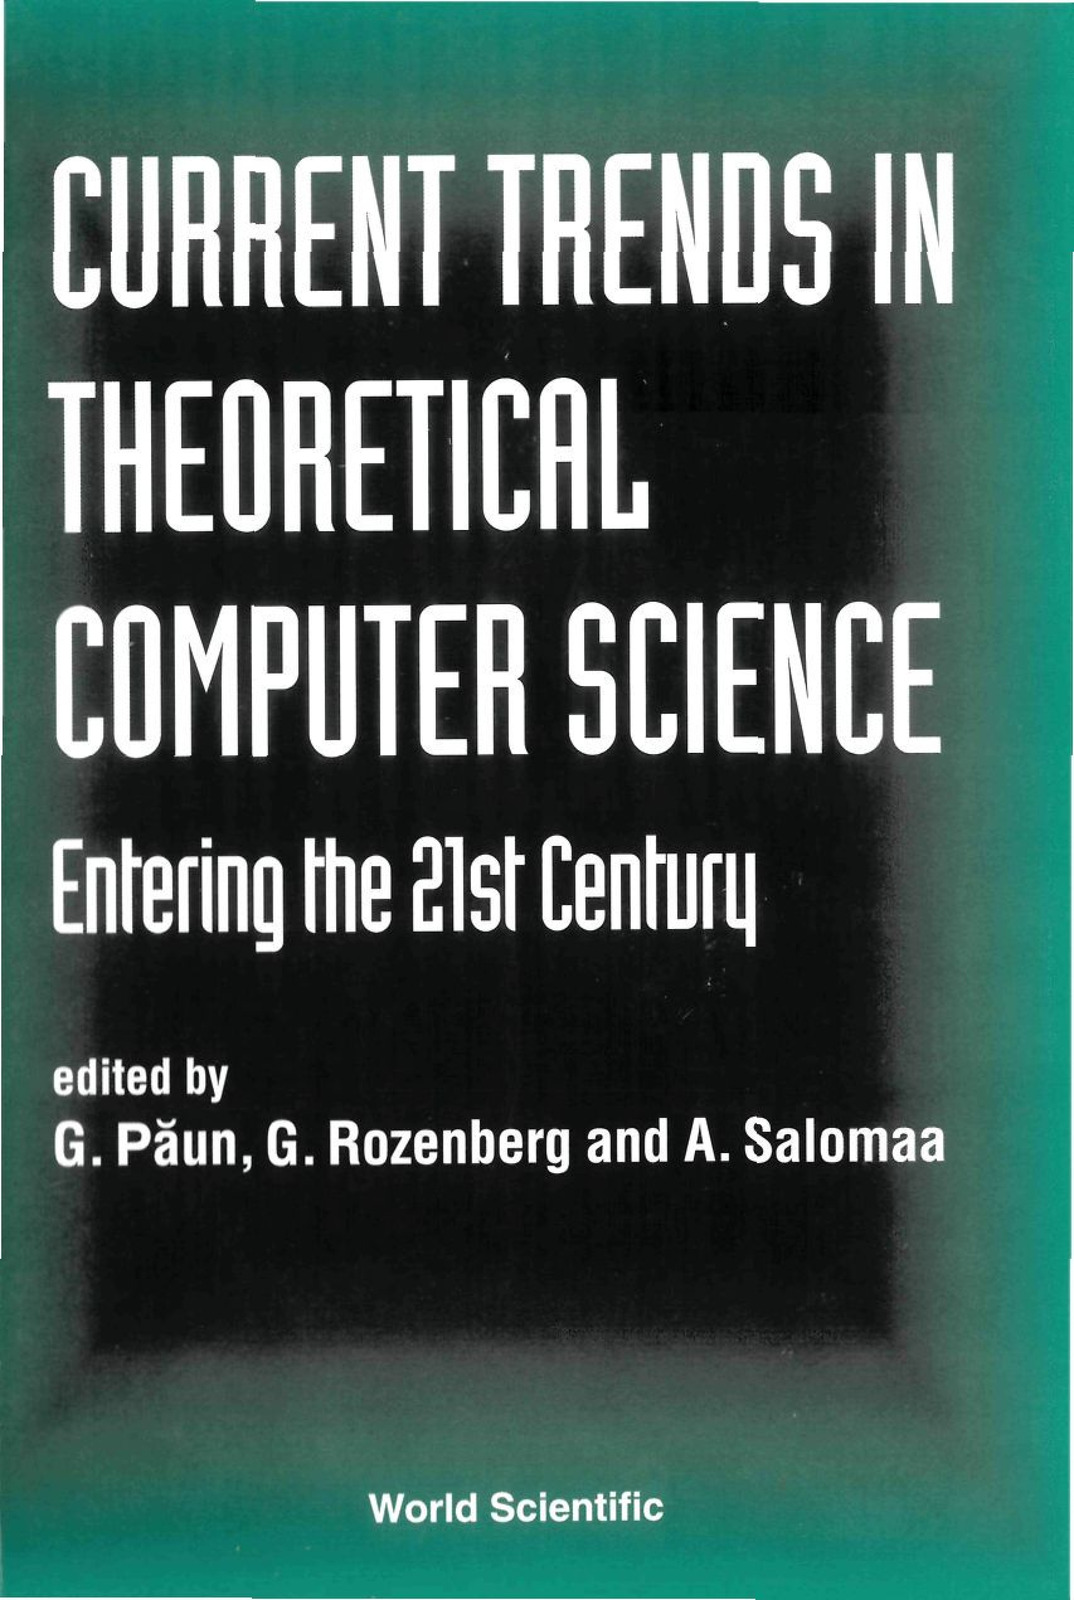 CURRENT TRENDS IN
THEORETICAL
COMPUTER SCIENCE
Entering the 21st Century
edited by
G. Păun, G. Rozenberg and A. Salomaa
World Scientific